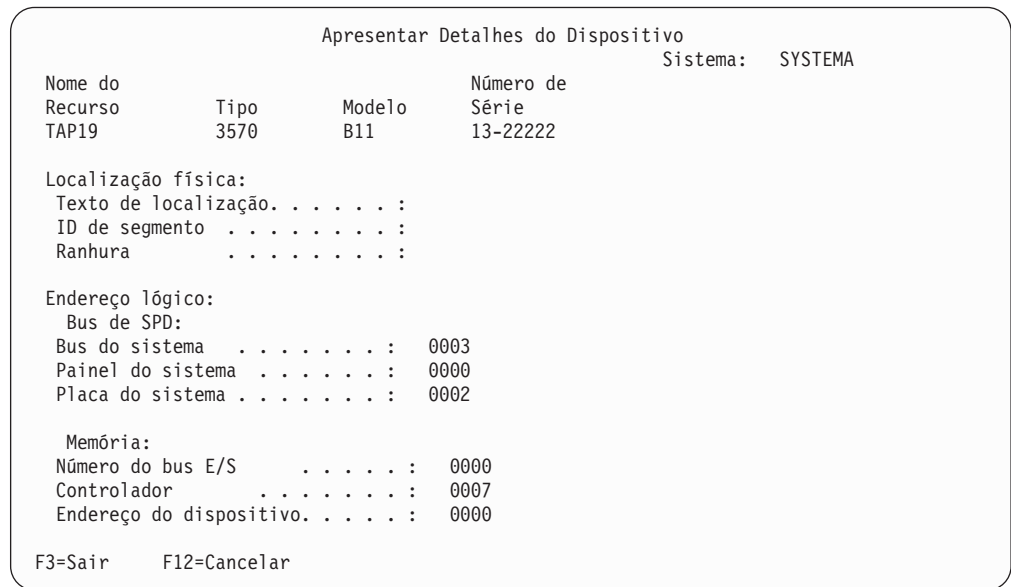 Apresentar Detalhes do Dispositivo
Sistema: SYSTEMA
Nome do Número de
Recurso Tipo Modelo Série
TAP19 3570 B11 13-22222
Localização física:
Texto de localização. . . . . . :
ID de segmento . . . . . . . . :
Ranhura . . . . . . . . :
Endereço lógico:
Bus de SPD:
Bus do sistema . . . . . . . : 0003
Painel do sistema . . . . . . : 0000
Placa do sistema . . . . . . . : 0002
Memória:
Número do bus E/S . . . . . : 0000
Controlador . . . . . . . : 0007
Endereço do dispositivo. . . . . : 0000
F3=Sair F12=Cancelar